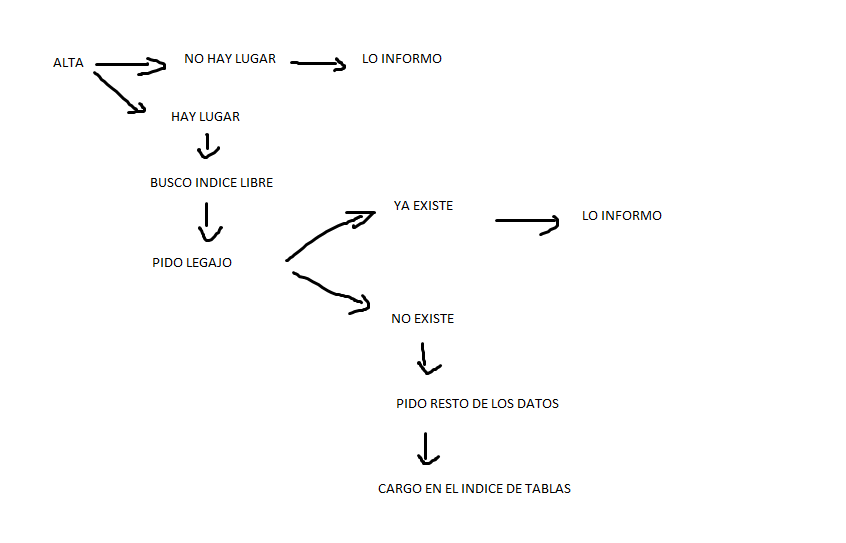 ALTA
NO HAY LUGAR
LO INFORMO
HAY LUGAR
BUSCO INDICE LIBRE
YA EXISTE
LO INFORMO
PIDO LEGAJO
NO EXISTE
PIDO RESTO DE LOS DATOS
CARGO EN EL INDICE DE TABLAS